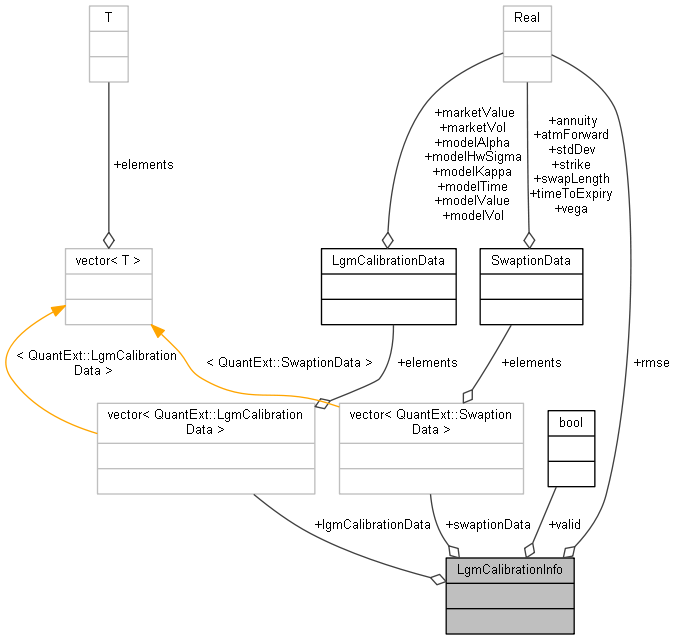 T
Real
+marketValue
+marketVol
+modelAlpha
+modelHwSigma
+modelKappa
+modelTime
+modelValue
+modelVol
+annuity
+atmForward
+stdDev
+strike
+swapLength
+timeToExpiry
+vega
+elements
vector< T >
LgmCalibrationData
SwaptionData
< QuantExt::LgmCalibration
Data >
< QuantExt::SwaptionData >
+elements
+elements
+rmse
vector< QuantExt::LgmCalibration
Data >
vector< QuantExt::Swaption
Data >
bool
+lgmCalibrationData
+swaptionData
+valid
LgmCalibrationInfo